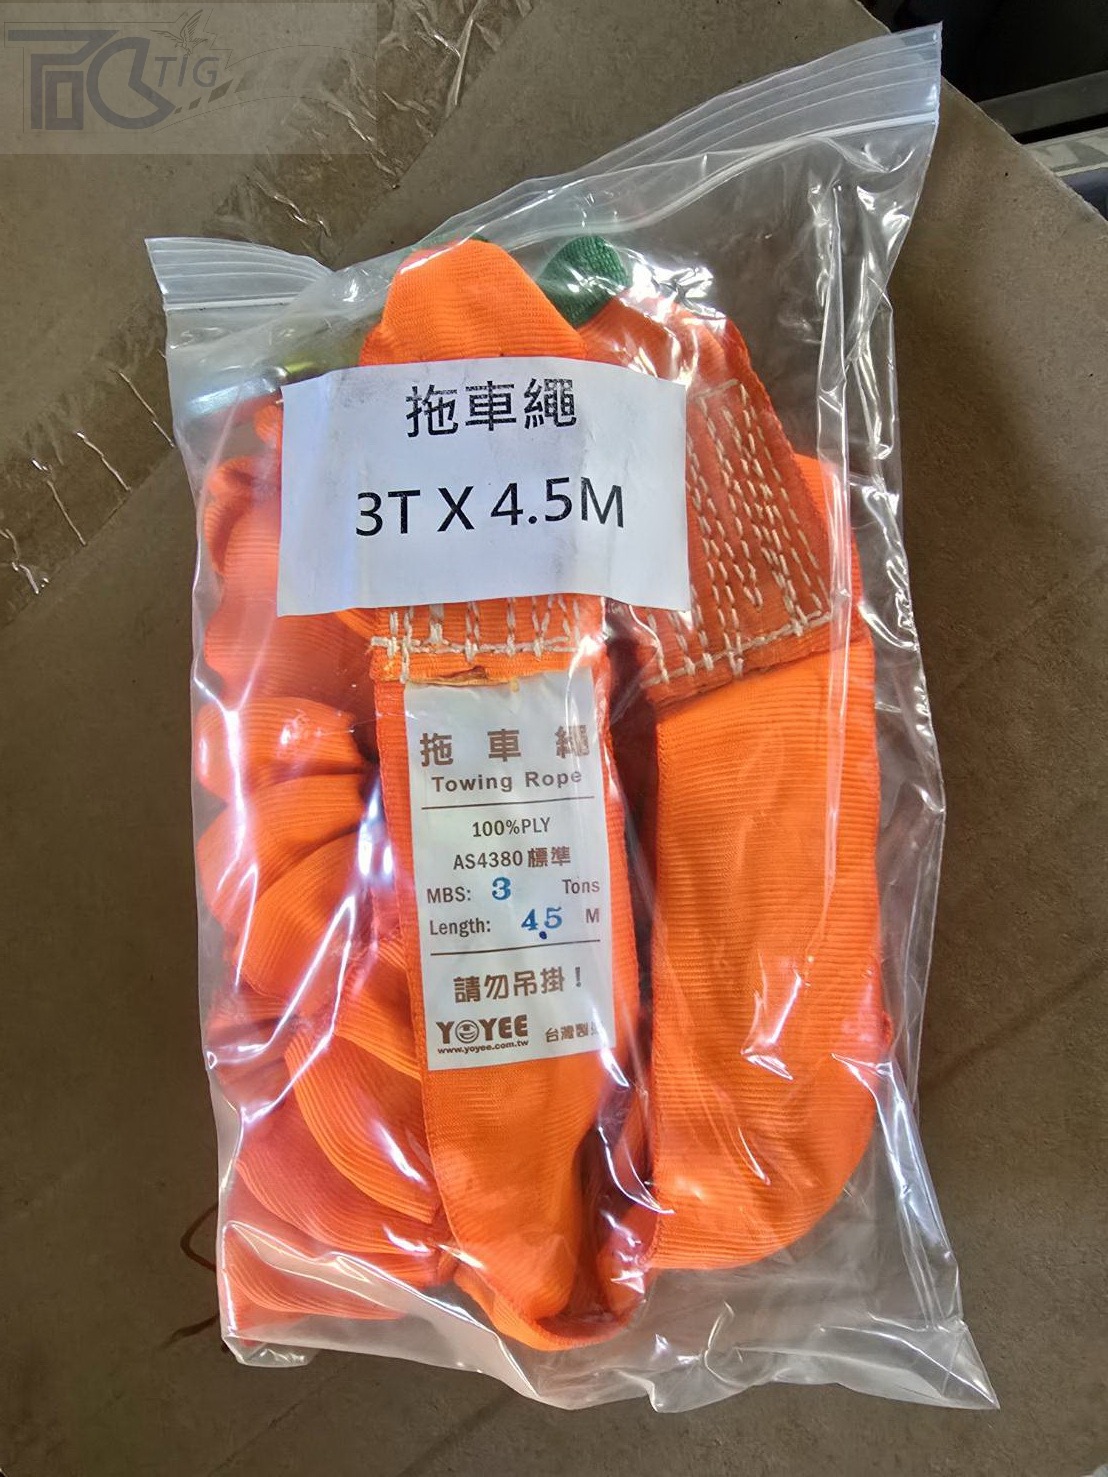 TIG
拖車繩
3T X 4.5M
拖 車 繩
Towing Rope
100%PLY
AS4380 標準
MBS: 3 Tons
Length: 4.5 M
請勿吊掛！
YOYEE 台灣製造
www.yoyee.com.tw